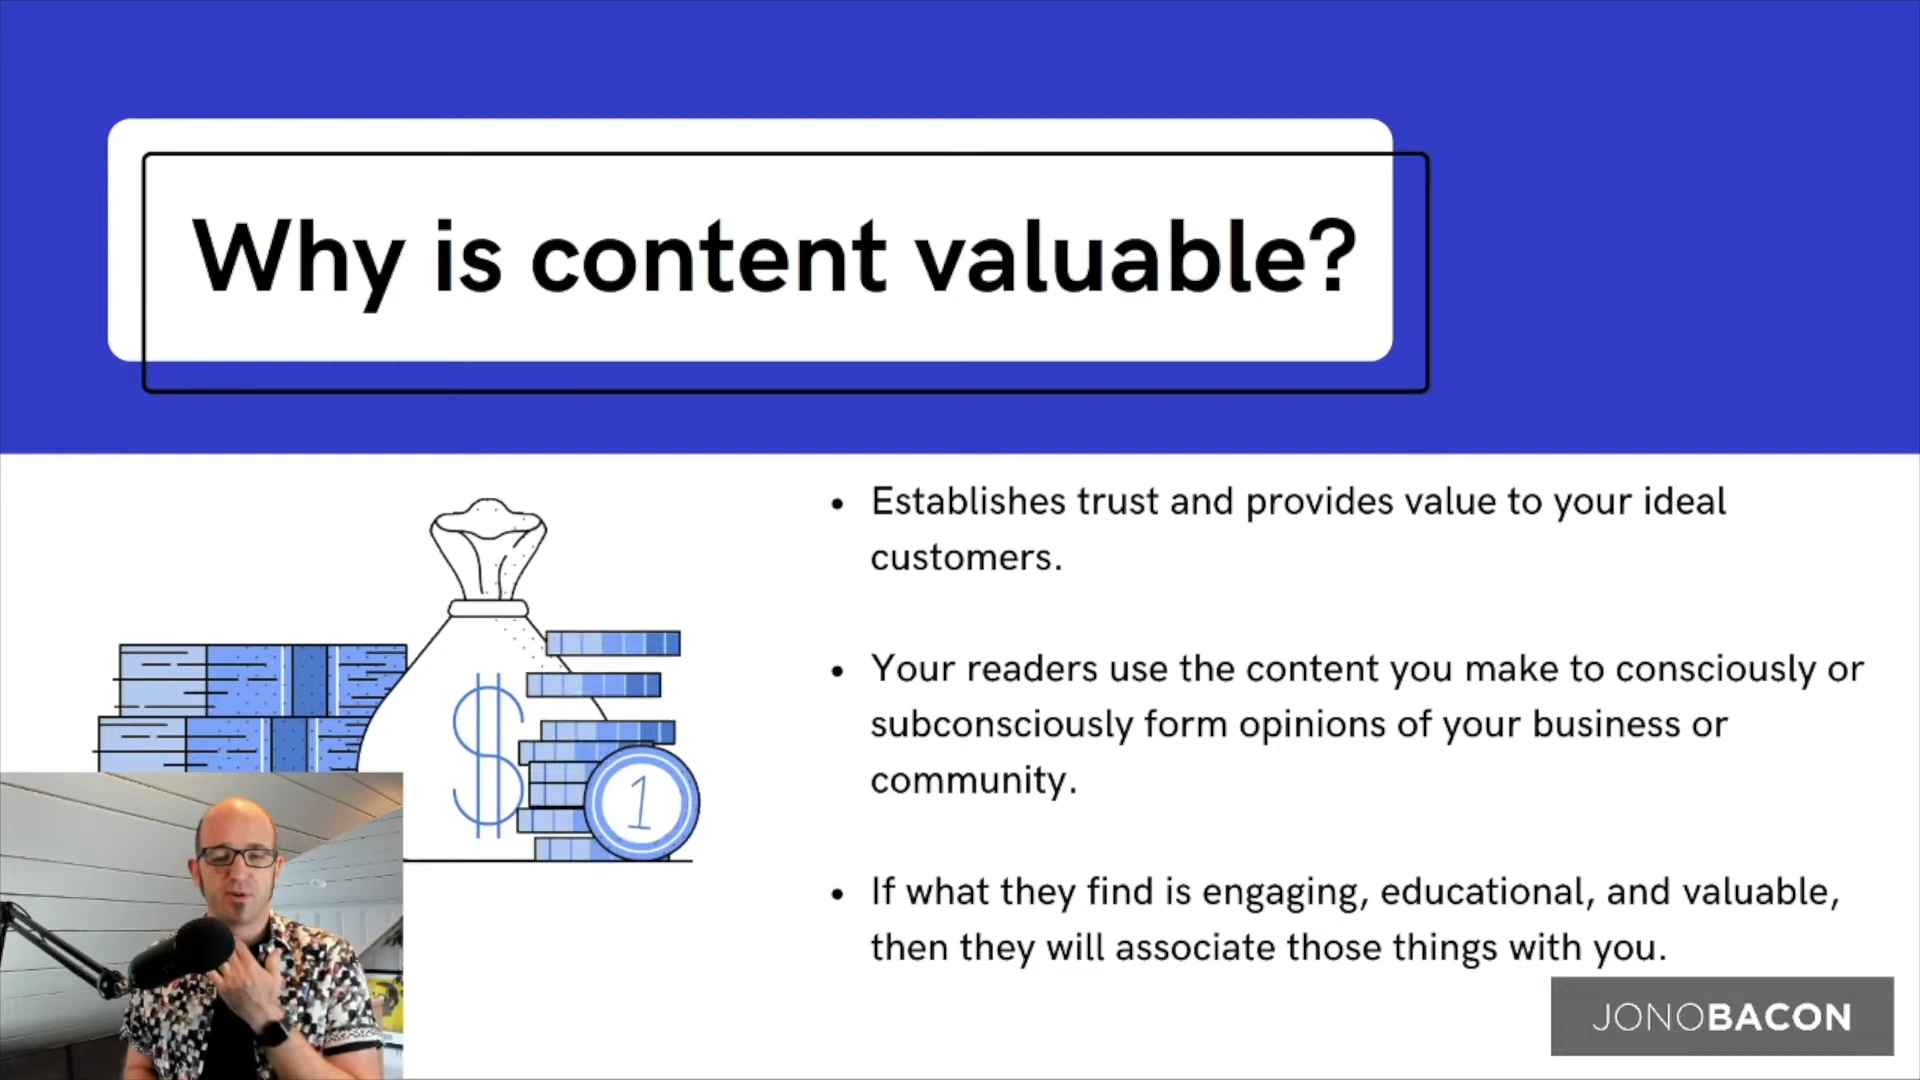 Why is content valuable?
• Establishes trust and provides value to your ideal
customers.
• Your readers use the content you make to consciously or
subconsciously form opinions of your business or
community.
• If what they find is engaging, educational, and valuable,
then they will associate those things with you.
$
1
JONOBACON